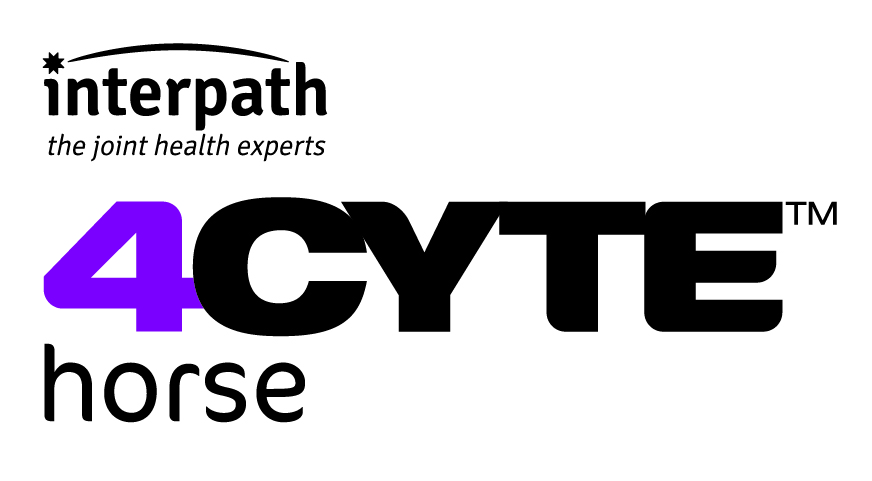 interpath
the joint health experts
4CYTE™
horse